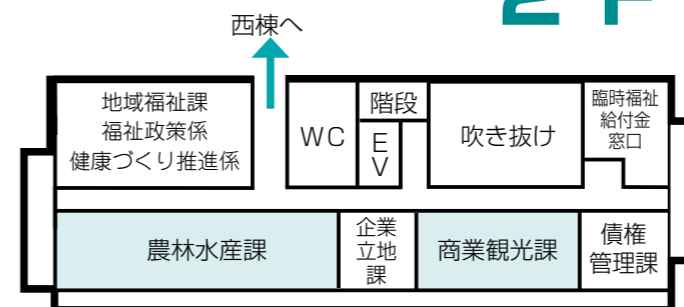 2F
西棟へ
地域福祉課
福祉政策係
健康づくり推進係
WC
階段
EV
吹き抜け
臨時福祉
給付金
窓口
農林水産課
企業
立地
課
商業観光課
債権
管理課